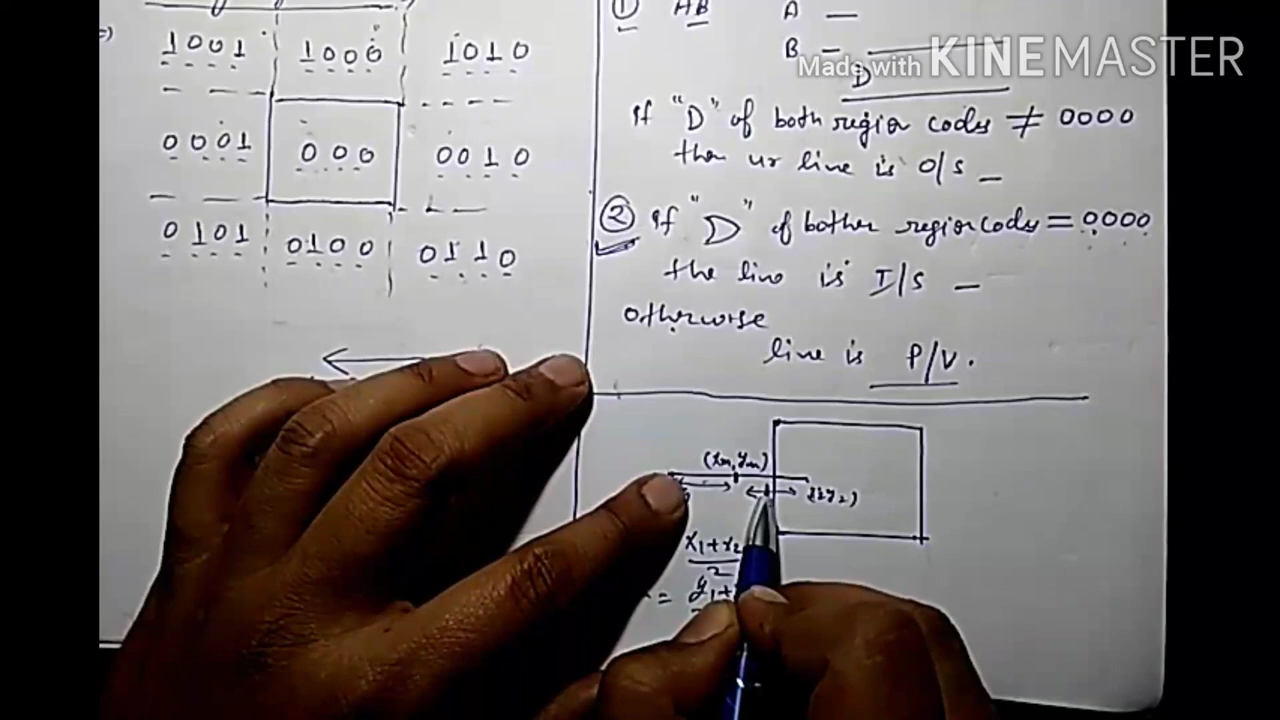 1001 1000 1010
0001 000 0010
0101 0100 0110
① AB A —
B —
D
If "D" of both region codes ≠ 0000
then ur line is O/S —
② If "D" of bother region codes = 0000
the line is I/S —
otherwise
line is P/V.
(xm, ym)
x1+x2
2
= y1+
Made with KINEMASTER